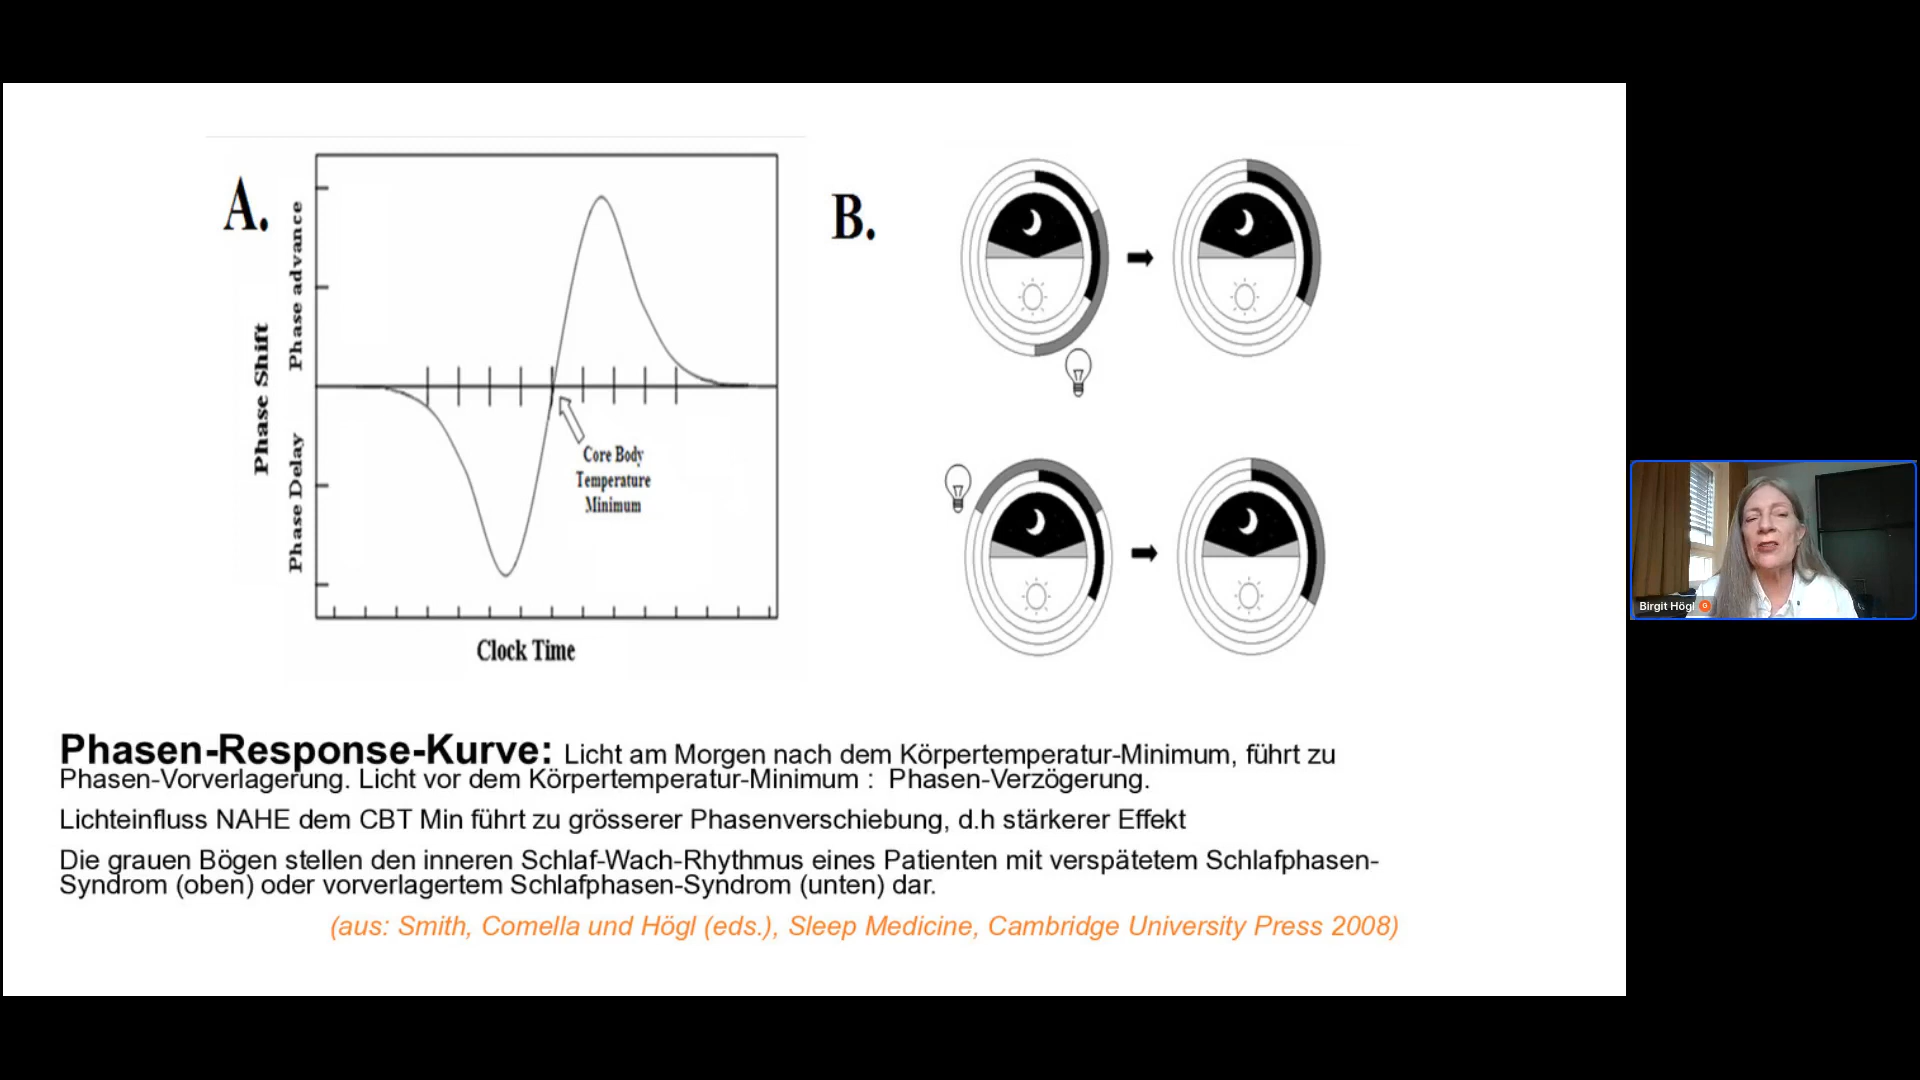 A.
Phase Shift
Phase advance
Phase Delay
Core Body
Temperature
Minimum
Clock Time
B.
Phasen-Response-Kurve: Licht am Morgen nach dem Körpertemperatur-Minimum, führt zu
Phasen-Vorverlagerung. Licht vor dem Körpertemperatur-Minimum : Phasen-Verzögerung.
Lichteinfluss NAHE dem CBT Min führt zu grösserer Phasenverschiebung, d.h stärkerer Effekt
Die grauen Bögen stellen den inneren Schlaf-Wach-Rhythmus eines Patienten mit verspätetem Schlafphasen-
Syndrom (oben) oder vorverlagertem Schlafphasen-Syndrom (unten) dar.
(aus: Smith, Comella und Högl (eds.), Sleep Medicine, Cambridge University Press 2008)
Birgit Högl